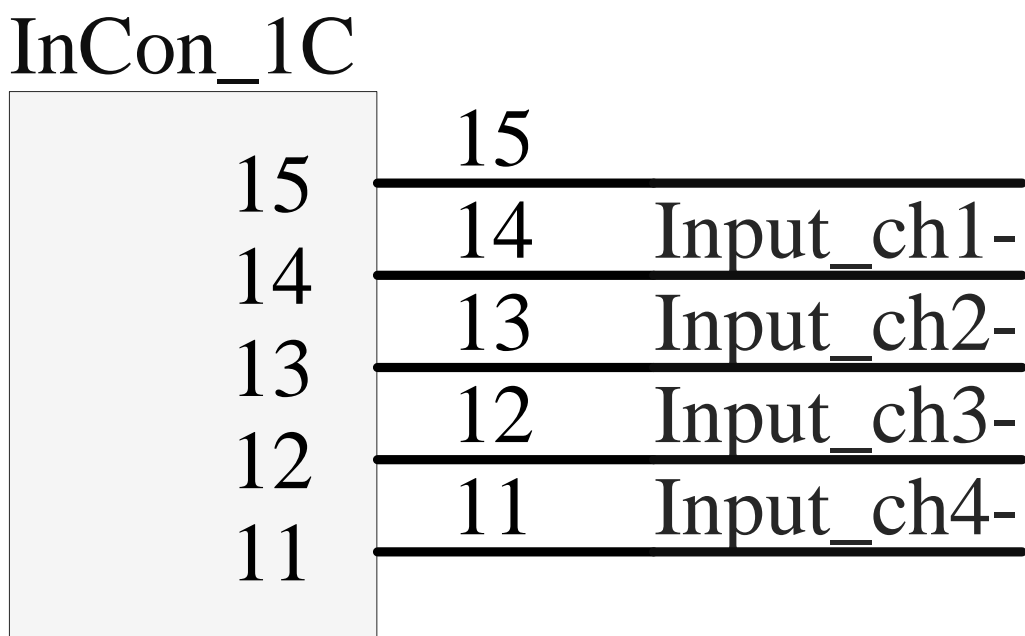 InCon_1C
15
15
14 Input_ch1-
14
13 Input_ch2-
13
12 Input_ch3-
12
11 Input_ch4-
11